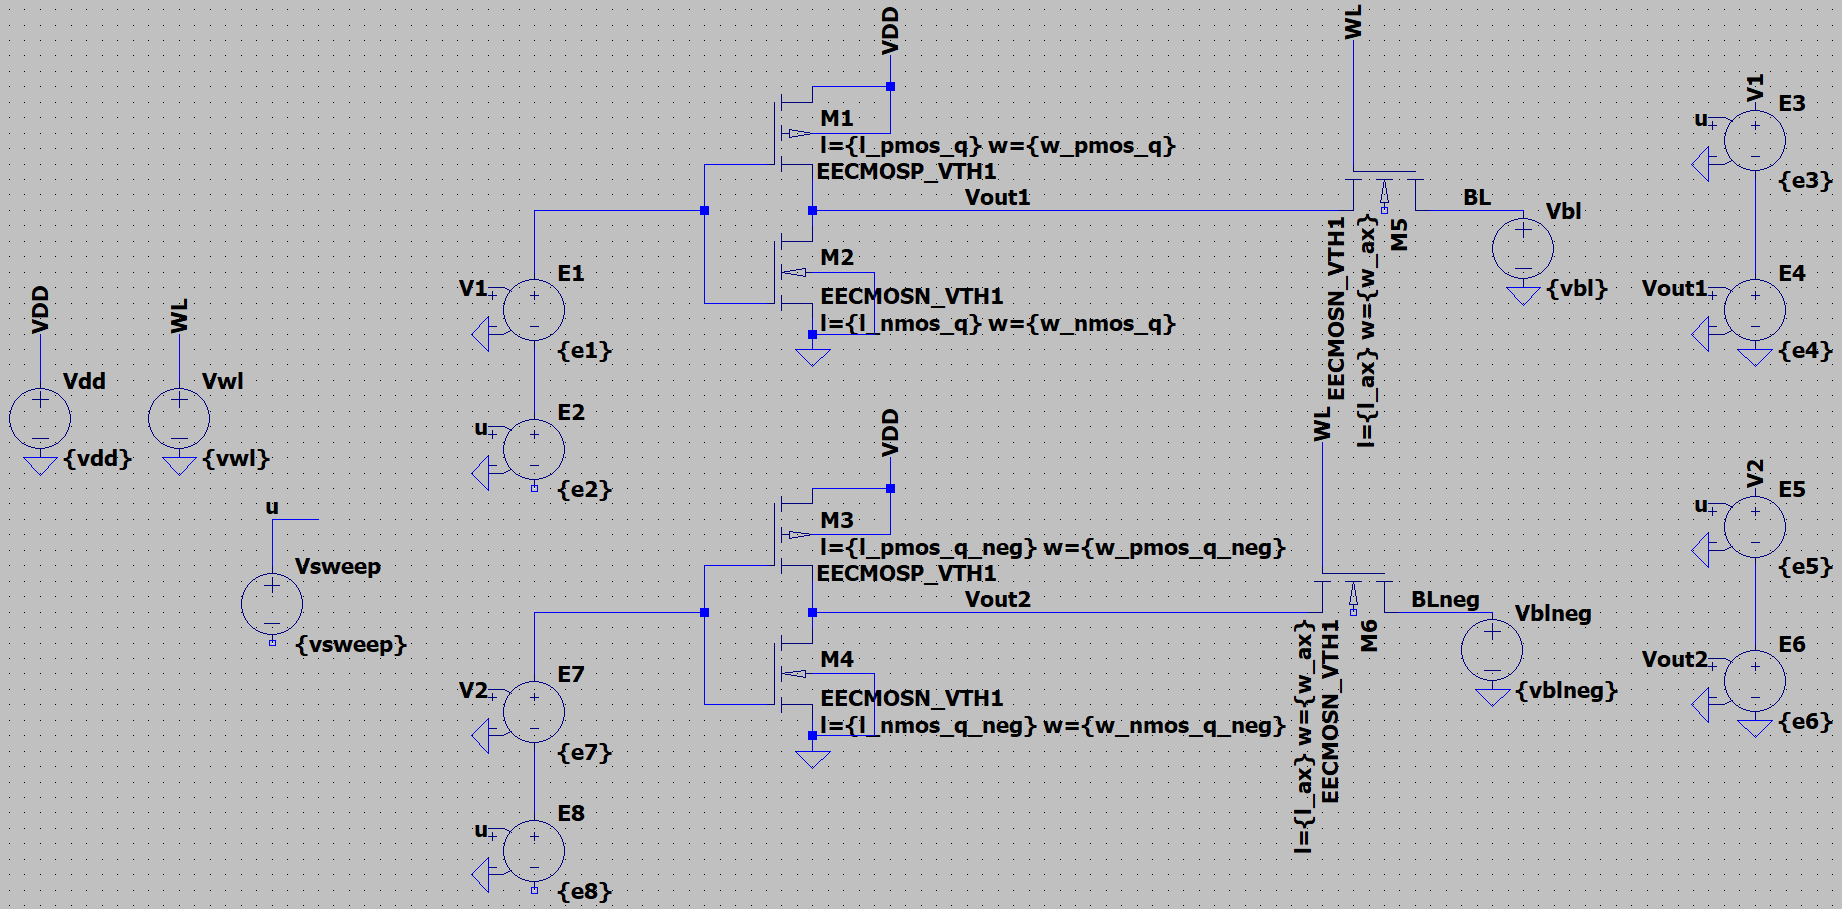 VDD
WL
M1
l={l_pmos_q} w={w_pmos_q}
EECMOSP_VTH1
Vout1
M2
EECMOSN_VTH1
l={l_nmos_q} w={w_nmos_q}
V1
E1
{e1}
u
E2
{e2}
VDD
Vdd
{vdd}
WL
Vwl
{vwl}
u
Vsweep
{vsweep}
EECMOSN_VTH1
l={l_ax} w={w_ax}
M5
BL
Vbl
{vbl}
V1
u
E3
{e3}
Vout1
E4
{e4}
VDD
M3
l={l_pmos_q_neg} w={w_pmos_q_neg}
EECMOSP_VTH1
Vout2
M4
EECMOSN_VTH1
l={l_nmos_q_neg} w={w_nmos_q_neg}
V2
E7
{e7}
u
E8
{e8}
WL
l={l_ax} w={w_ax}
EECMOSN_VTH1
M6
BLneg
Vblneg
{vblneg}
V2
u
E5
{e5}
Vout2
E6
{e6}